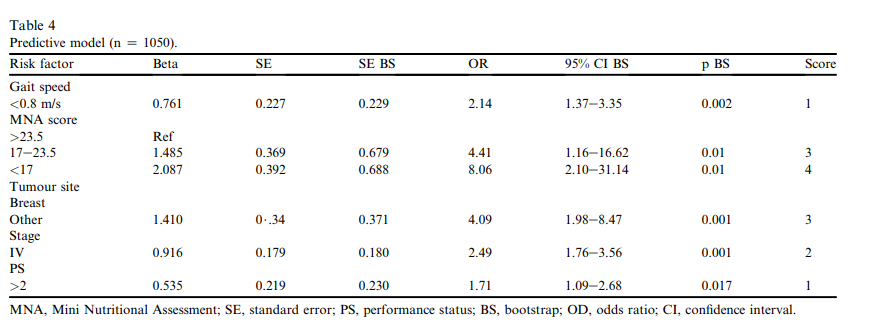 Table 4
Predictive model (n = 1050).
Risk factor Beta SE SE BS OR 95% CI BS p BS Score
Gait speed
<0.8 m/s 0.761 0.227 0.229 2.14 1.37–3.35 0.002 1
MNA score
>23.5 Ref
17–23.5 1.485 0.369 0.679 4.41 1.16–16.62 0.01 3
<17 2.087 0.392 0.688 8.06 2.10–31.14 0.01 4
Tumour site
Breast
Other 1.410 0·.34 0.371 4.09 1.98–8.47 0.001 3
Stage
IV 0.916 0.179 0.180 2.49 1.76–3.56 0.001 2
PS
>2 0.535 0.219 0.230 1.71 1.09–2.68 0.017 1
MNA, Mini Nutritional Assessment; SE, standard error; PS, performance status; BS, bootstrap; OD, odds ratio; CI, confidence interval.